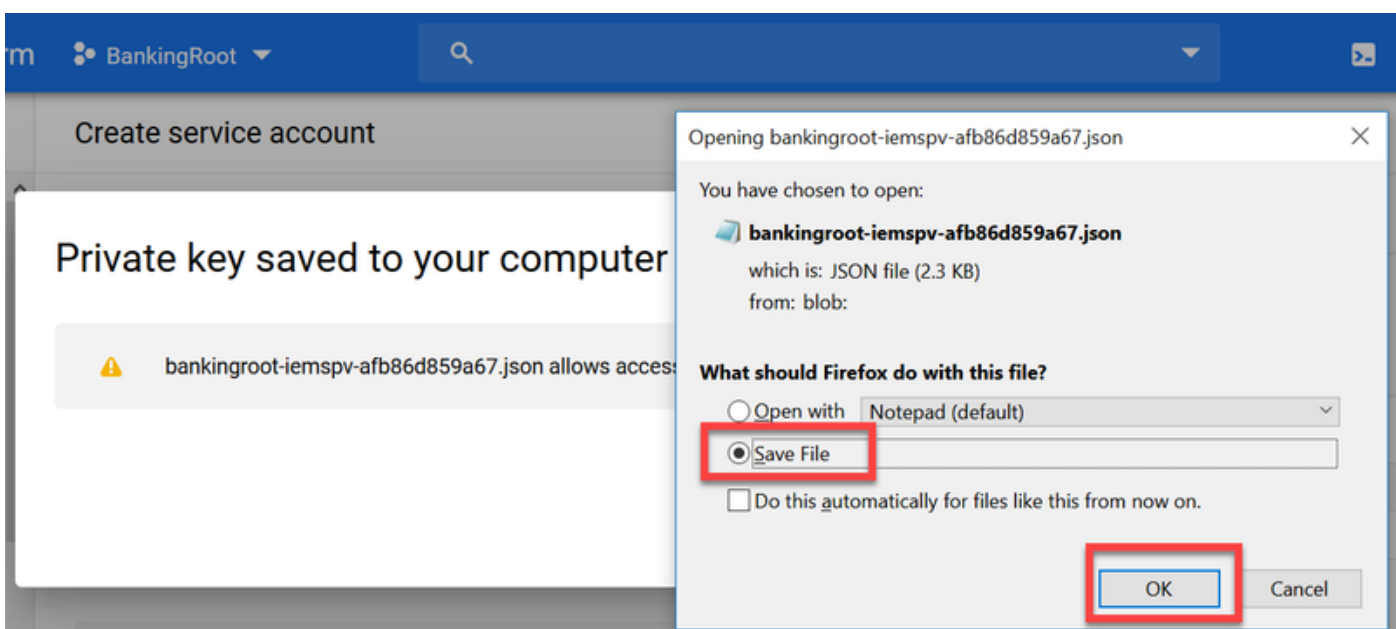 rm BankingRoot
Create service account
Private key saved to your computer
bankingroot-iemspv-afb86d859a67.json allows access
Opening bankingroot-iemspv-afb86d859a67.json
You have chosen to open:
bankingroot-iemspv-afb86d859a67.json
which is: JSON file (2.3 KB)
from: blob:
What should Firefox do with this file?
Open with Notepad (default)
Save File
Do this automatically for files like this from now on.
OK Cancel